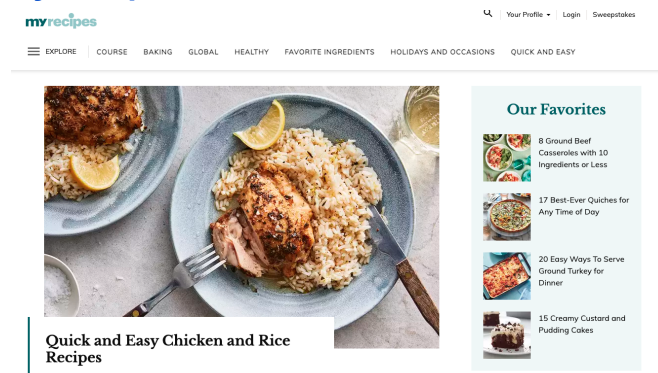 myrecipes
Your Profile
Login
Sweepstakes
EXPLORE
COURSE
BAKING
GLOBAL
HEALTHY
FAVORITE INGREDIENTS
HOLIDAYS AND OCCASIONS
QUICK AND EASY
Quick and Easy Chicken and Rice
Recipes
Our Favorites
8 Ground Beef
Casseroles with 10
Ingredients or Less
17 Best-Ever Quiches for
Any Time of Day
20 Easy Ways To Serve
Ground Turkey for
Dinner
15 Creamy Custard and
Pudding Cakes